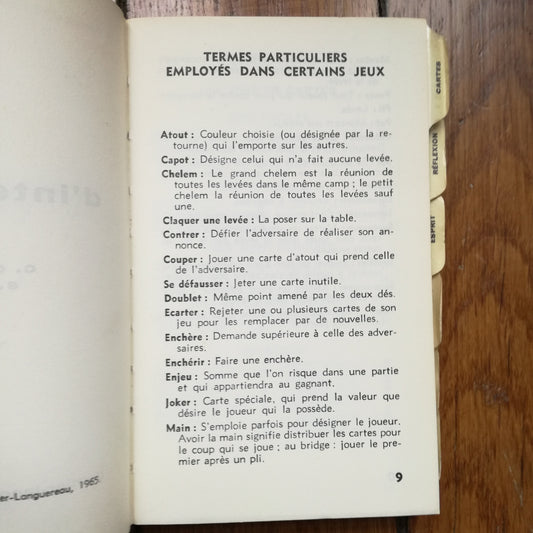 TERMES PARTICULIERS
EMPLOYÉS DANS CERTAINS JEUX
Atout : Couleur choisie (ou désignée par la re-
tourne) qui l'emporte sur les autres.
Capot : Désigne celui qui n'a fait aucune levée.
Chelem : Le grand chelem est la réunion de
toutes les levées dans le même camp ; le petit
chelem la réunion de toutes les levées sauf
une.
Claquer une levée : La poser sur la table.
Contrer : Défier l'adversaire de réaliser son an-
nonce.
Couper : Jouer une carte d'atout qui prend celle
de l'adversaire.
Se défausser : Jeter une carte inutile.
Doublet : Même point amené par les deux dés.
Ecarter : Rejeter une ou plusieurs cartes de son
jeu pour les remplacer par de nouvelles.
Enchère : Demande supérieure à celle des adver-
saires.
Enchérir : Faire une enchère.
Enjeu : Somme que l'on risque dans une partie
et qui appartiendra au gagnant.
Joker : Carte spéciale, qui prend la valeur que
désire le joueur qui la possède.
Main : S'emploie parfois pour désigner le joueur.
Avoir la main signifie distribuer les cartes pour
le coup qui se joue ; au bridge : jouer le pre-
mier après un pli.
9
CARTES
RÉFLEXION
ESPRIT
d'inte
er-Languereau, 1965.